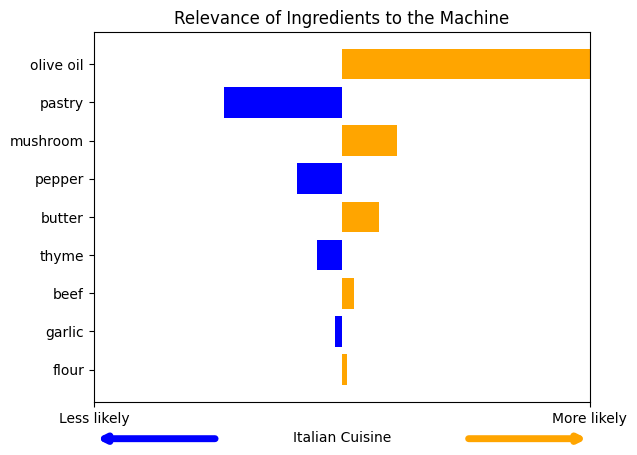 Relevance of Ingredients to the Machine
olive oil
pastry
mushroom
pepper
butter
thyme
beef
garlic
flour
Less likely
More likely
Italian Cuisine